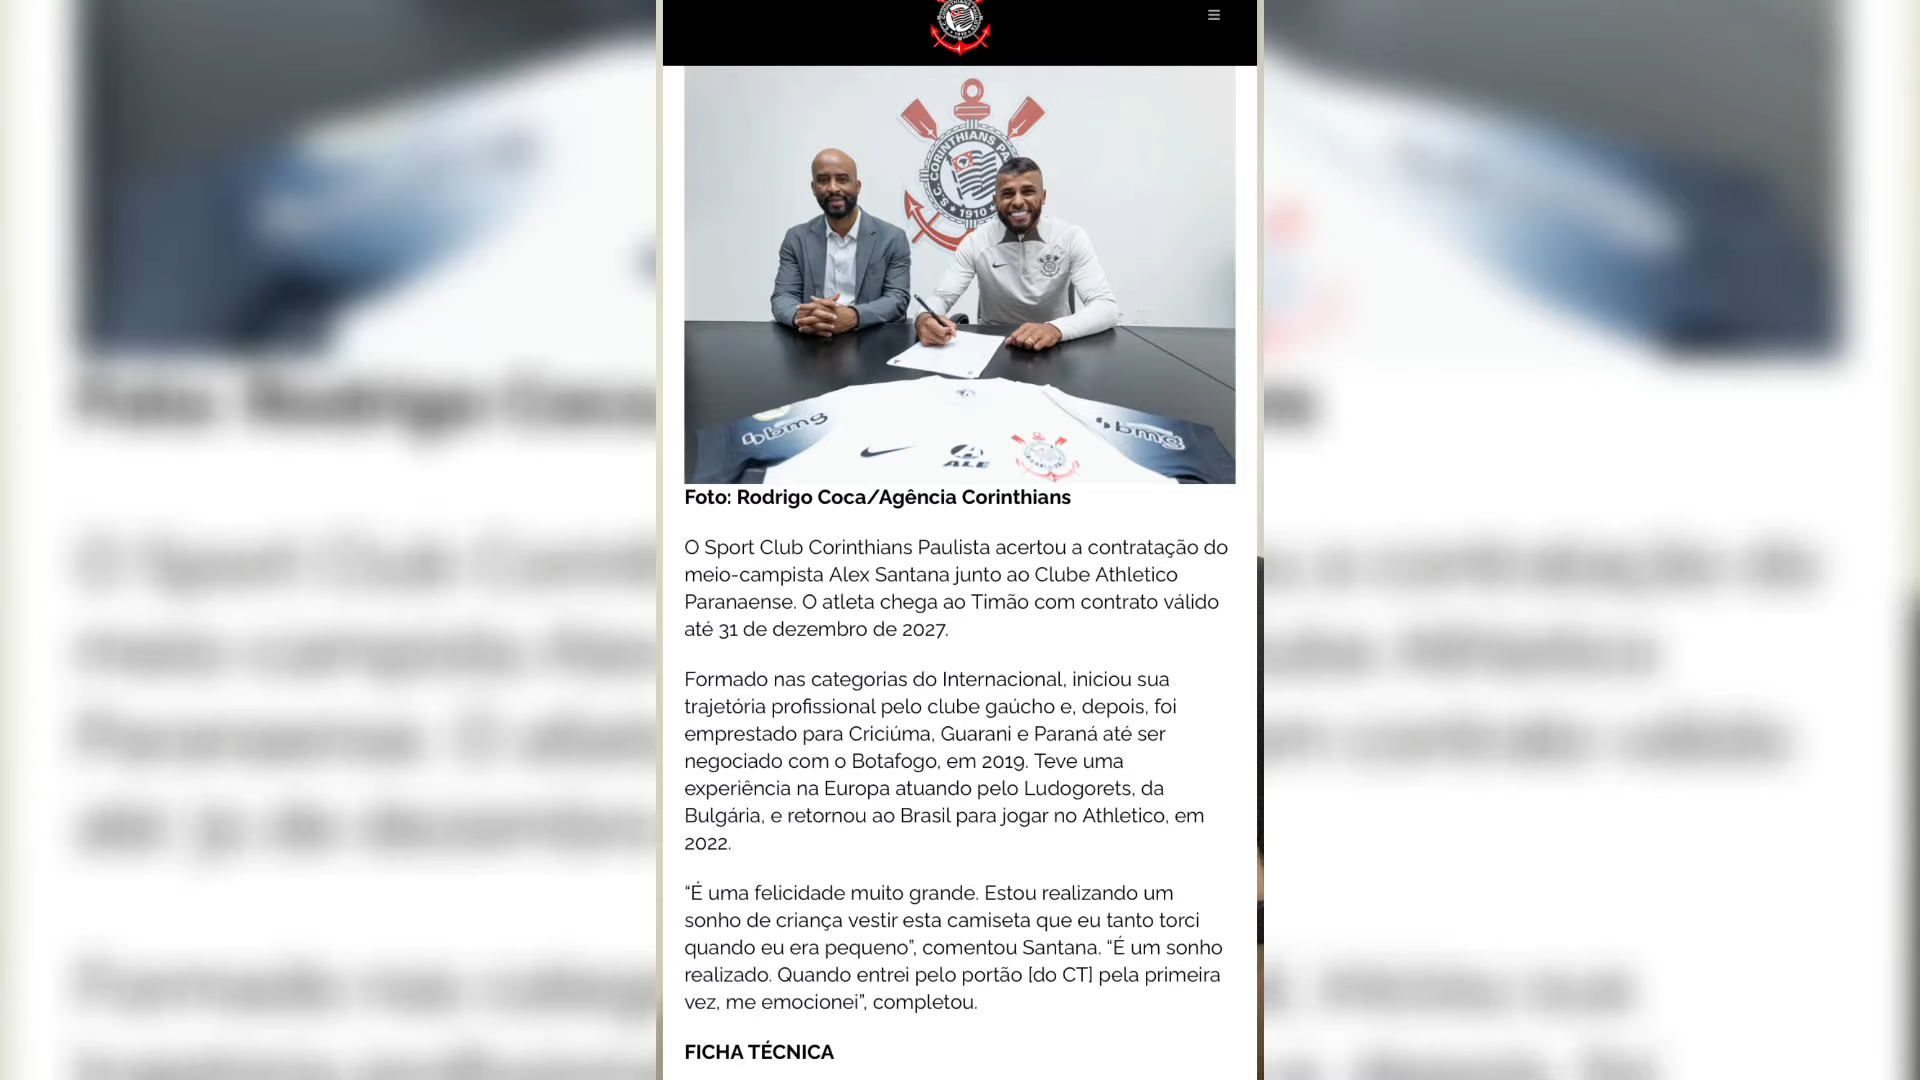 CORINTHIANS PA
S.C.
1910
bmg
bmg
ALE
Foto: Rodrigo Coca/Agência Corinthians
O Sport Club Corinthians Paulista acertou a contratação do
meio-campista Alex Santana junto ao Clube Athletico
Paranaense. O atleta chega ao Timão com contrato válido
até 31 de dezembro de 2027.
Formado nas categorias do Internacional, iniciou sua
trajetória profissional pelo clube gaúcho e, depois, foi
emprestado para Criciúma, Guarani e Paraná até ser
negociado com o Botafogo, em 2019. Teve uma
experiência na Europa atuando pelo Ludogorets, da
Bulgária, e retornou ao Brasil para jogar no Athletico, em
2022.
“É uma felicidade muito grande. Estou realizando um
sonho de criança vestir esta camiseta que eu tanto torci
quando eu era pequeno”, comentou Santana. “É um sonho
realizado. Quando entrei pelo portão [do CT] pela primeira
vez, me emocionei”, completou.
FICHA TÉCNICA